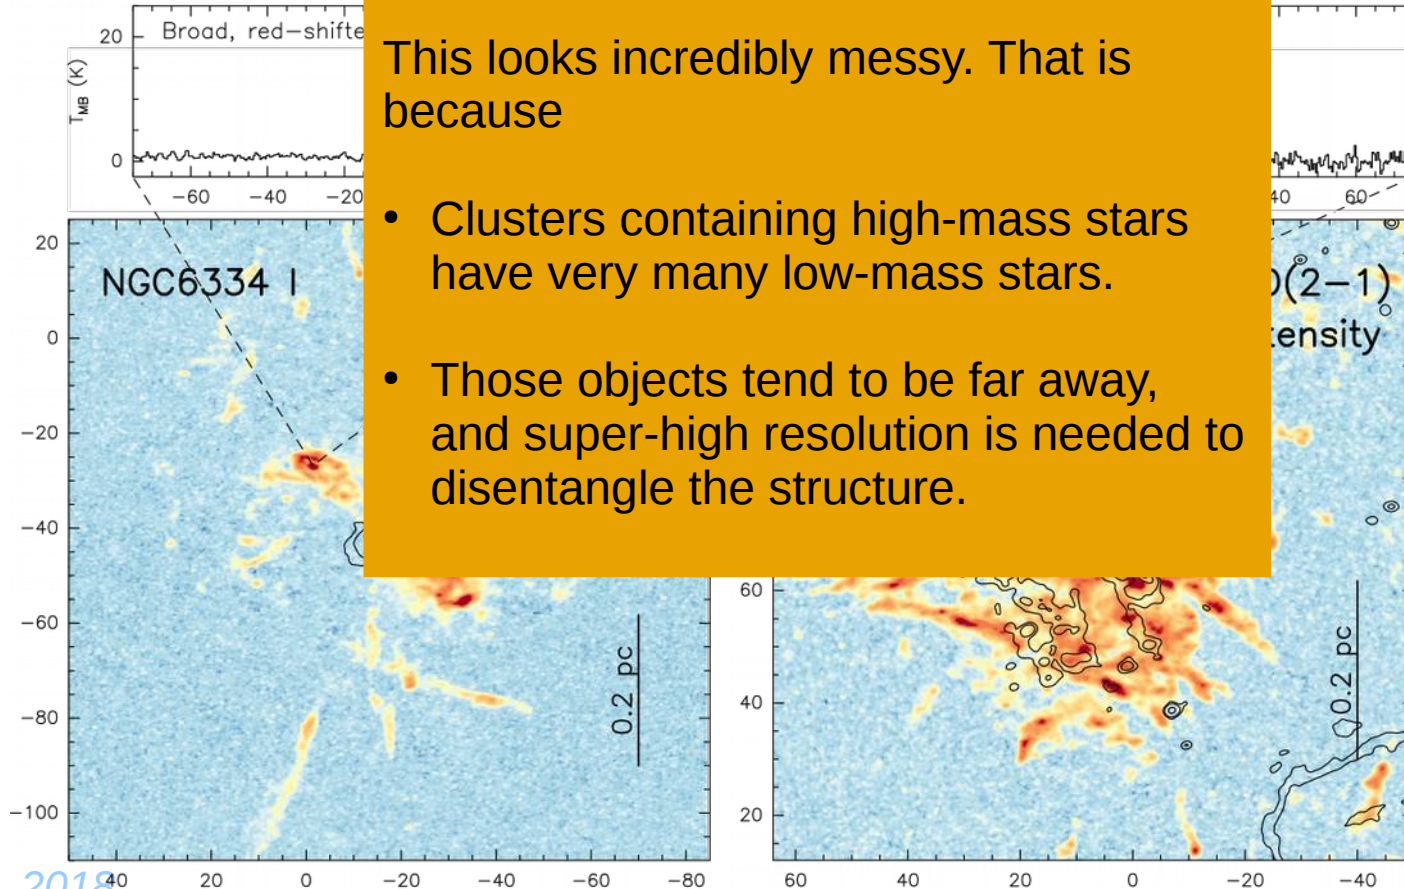 20
Broad, red-shifte
T_MB (K)
0
-60 -40 -20
40 60
This looks incredibly messy. That is
because
• Clusters containing high-mass stars
have very many low-mass stars.
• Those objects tend to be far away,
and super-high resolution is needed to
disentangle the structure.
NGC6334 I
20
0
-20
-40
-60
-80
-100
0.2 pc
40 20 0 -20 -40 -60 -80
2018
O(2-1)
tensity
60
40
20
0.2 pc
60 40 20 0 -20 -40